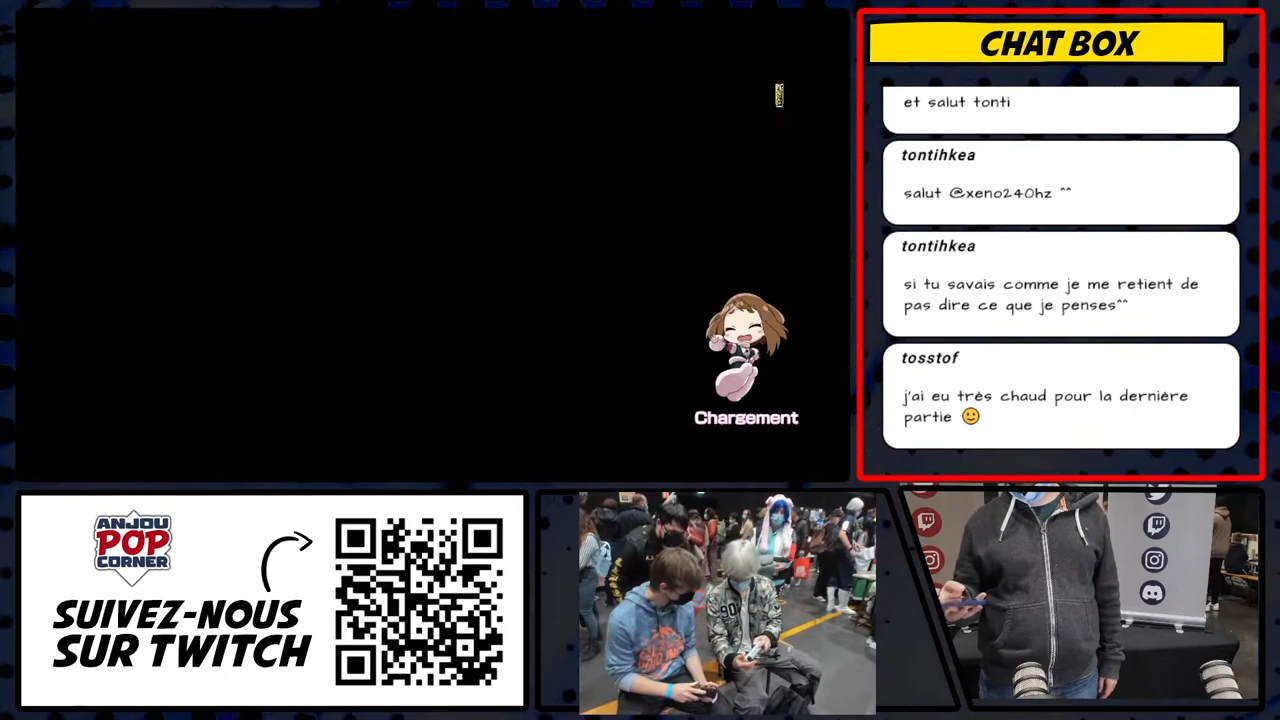 CHAT BOX
et salut tonti
tontihkea
salut @xeno240hz ^^
tontihkea
si tu savais comme je me retient de
pas dire ce que je penses^^
tosstof
j'ai eu très chaud pour la dernière
partie 🙂
Chargement
ANJOU
POP
CORNER
SUIVEZ-NOUS
SUR TWITCH
90